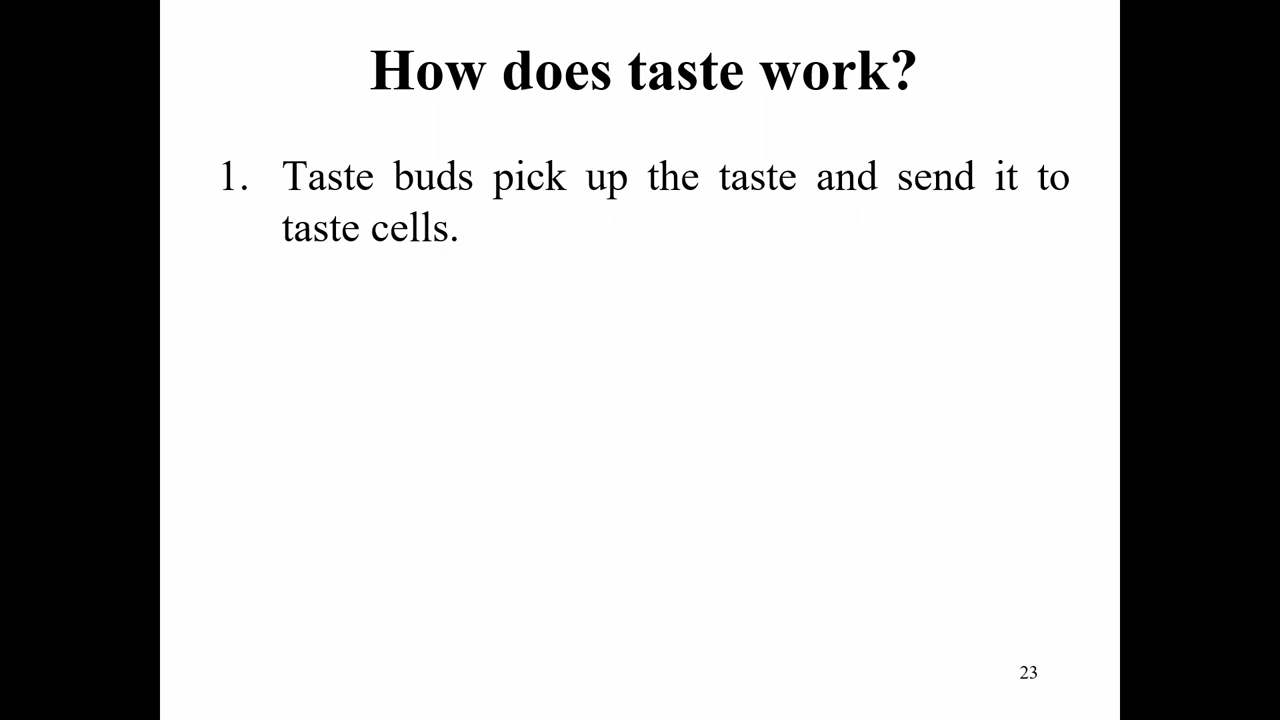 How does taste work?
1. Taste buds pick up the taste and send it to
taste cells.
23